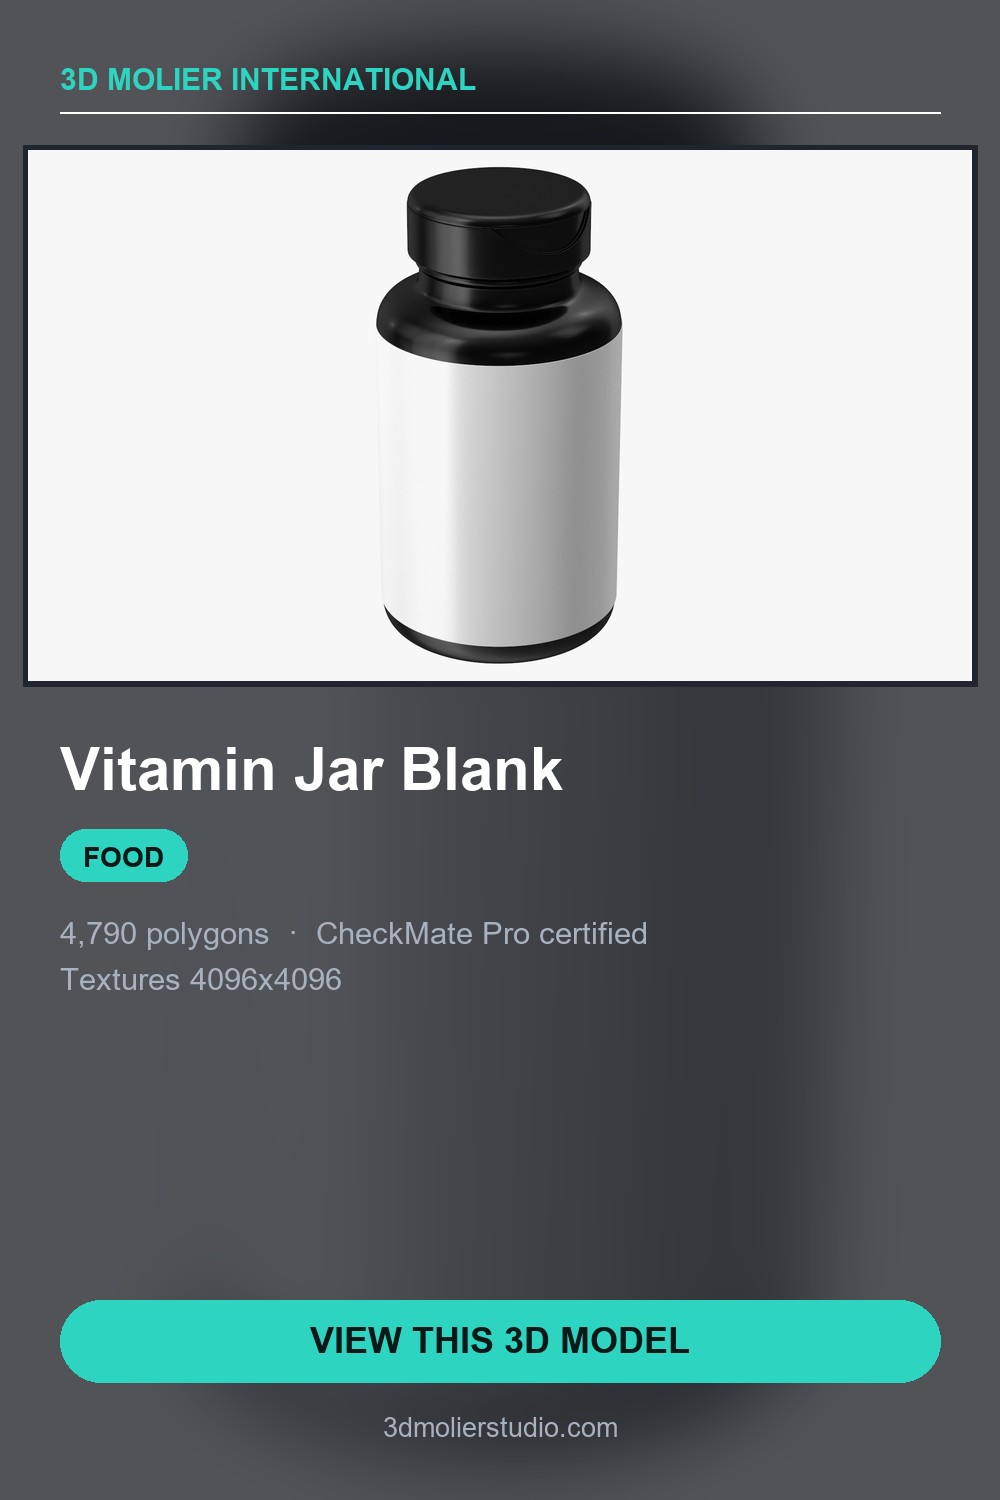 3D MOLIER INTERNATIONAL
Vitamin Jar Blank
FOOD
4,790 polygons · CheckMate Pro certified
Textures 4096x4096
VIEW THIS 3D MODEL
3dmolierstudio.com